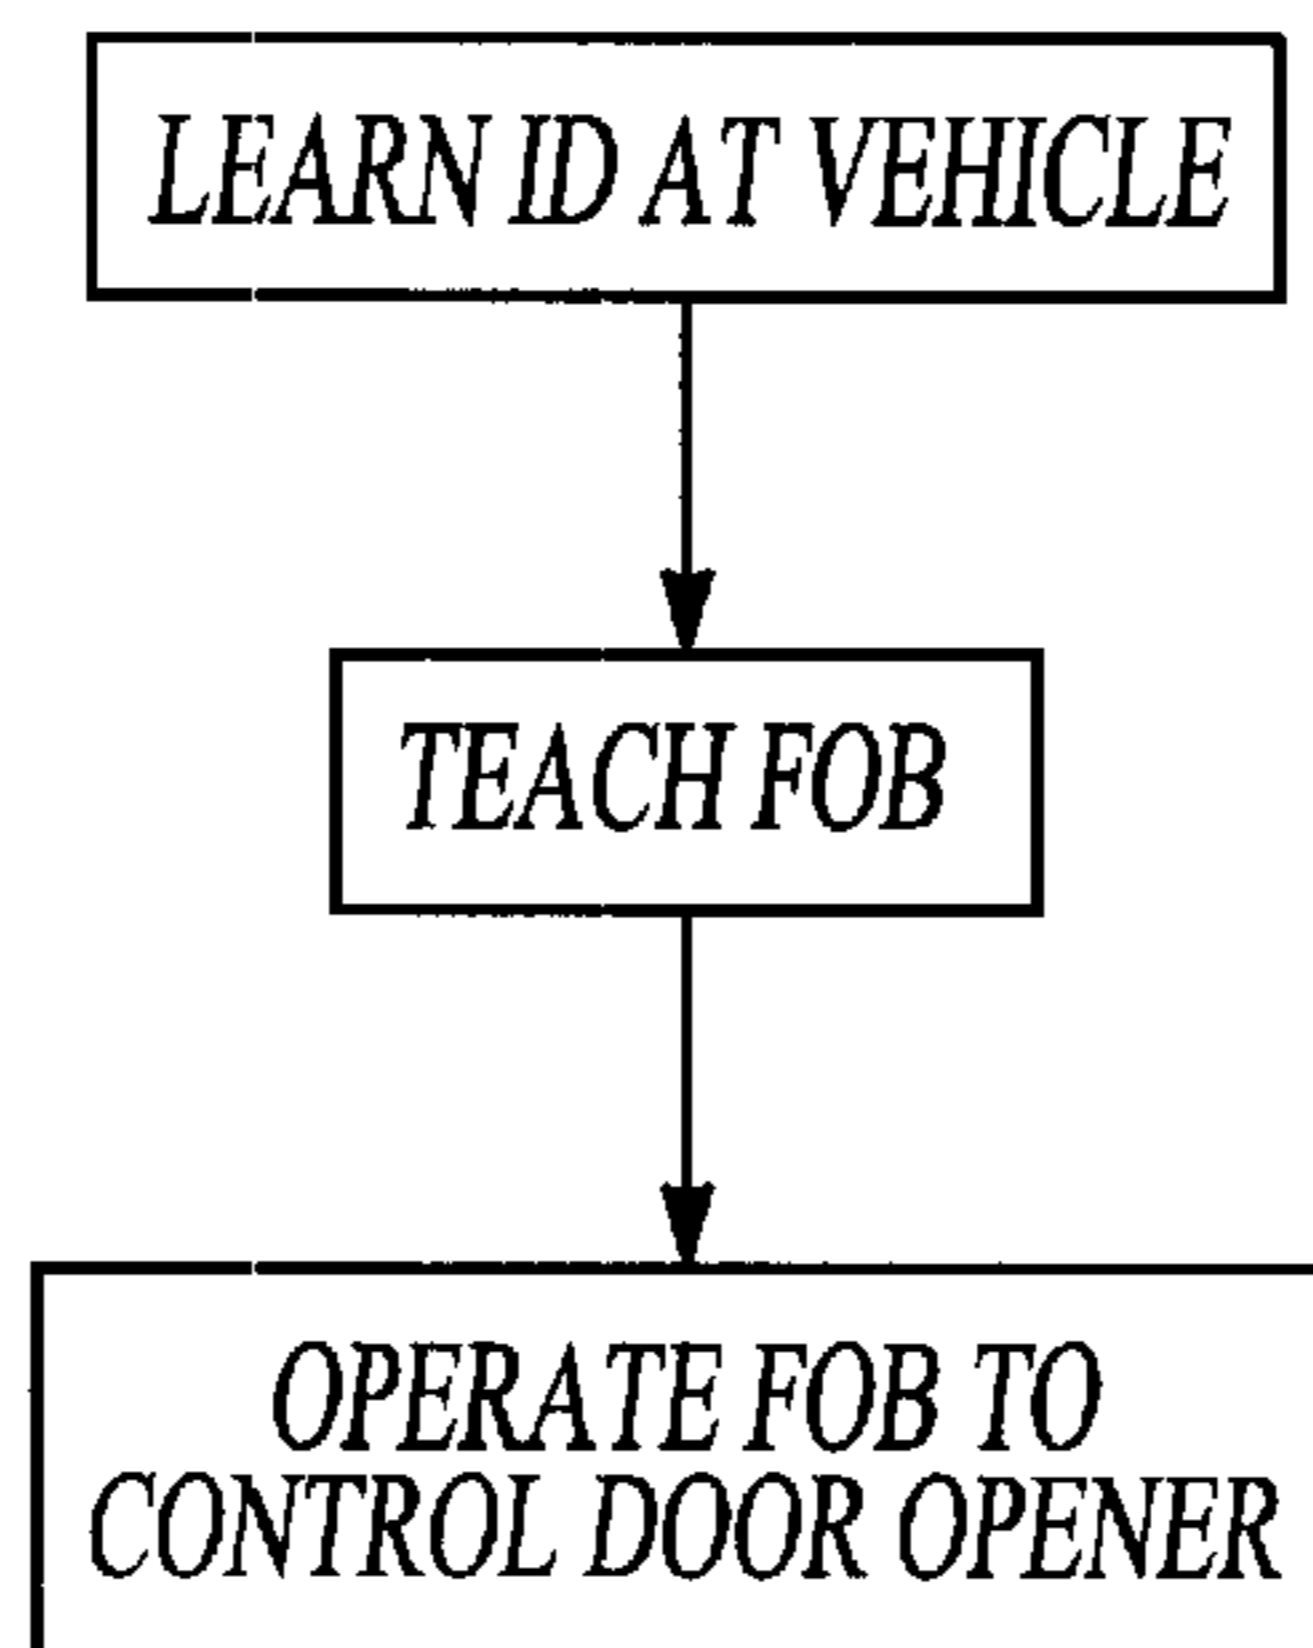 LEARN ID AT VEHICLE
TEACH FOB
OPERATE FOB TO
CONTROL DOOR OPENER